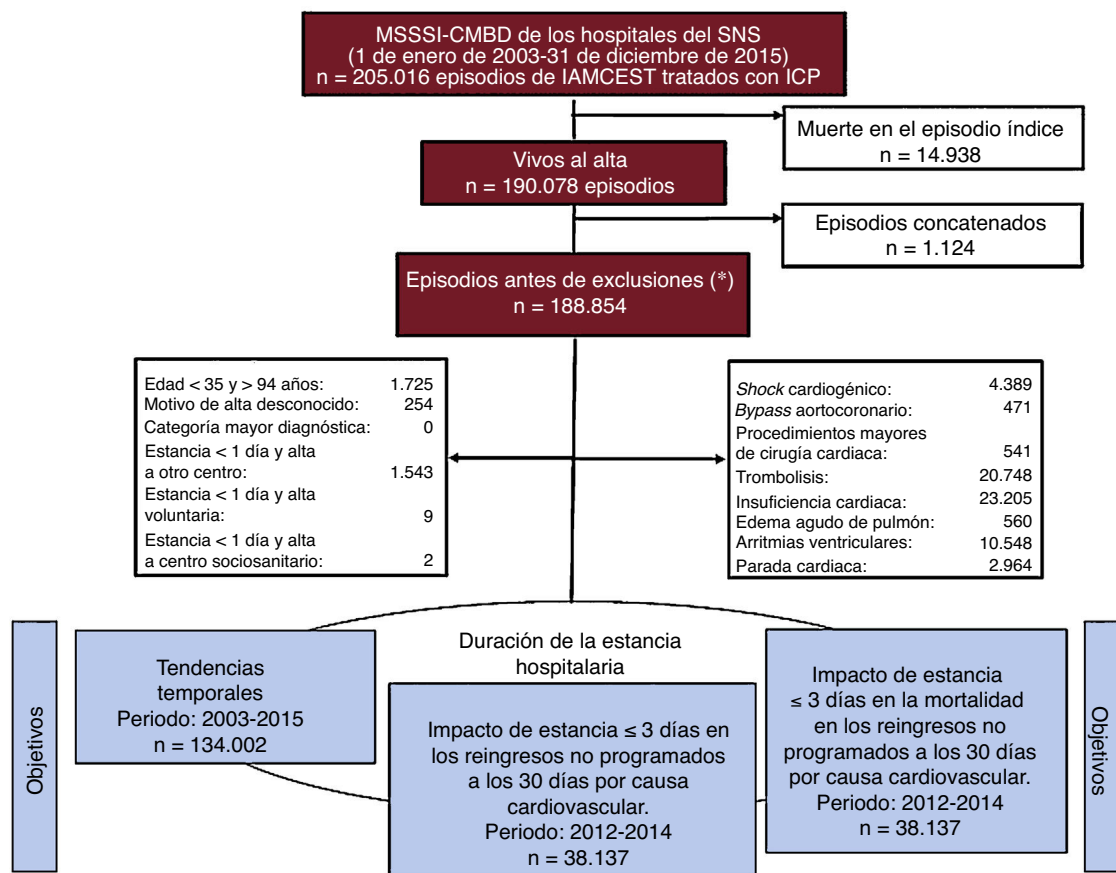 MSSSI-CMBD de los hospitales del SNS
(1 de enero de 2003-31 de diciembre de 2015)
n = 205.016 episodios de IAMCEST tratados con ICP
Muerte en el episodio índice
n = 14.938
Vivos al alta
n = 190.078 episodios
Episodios concatenados
n = 1.124
Episodios antes de exclusiones (*)
n = 188.854
Edad < 35 y > 94 años: 1.725
Motivo de alta desconocido: 254
Categoría mayor diagnóstica: 0
Estancia < 1 día y alta
a otro centro: 1.543
Estancia < 1 día y alta
voluntaria: 9
Estancia < 1 día y alta
a centro sociosanitario: 2
Shock cardiogénico: 4.389
Bypass aortocoronario: 471
Procedimientos mayores
de cirugía cardiaca: 541
Trombolisis: 20.748
Insuficiencia cardiaca: 23.205
Edema agudo de pulmón: 560
Arritmias ventriculares: 10.548
Parada cardiaca: 2.964
Objetivos
Tendencias
temporales
Periodo: 2003-2015
n = 134.002
Duración de la estancia
hospitalaria
Impacto de estancia ≤ 3 días en
los reingresos no programados
a los 30 días por causa
cardiovascular.
Periodo: 2012-2014
n = 38.137
Impacto de estancia
≤ 3 días en la mortalidad
en los reingresos no
programados a los 30 días
por causa cardiovascular.
Periodo: 2012-2014
n = 38.137
Objetivos